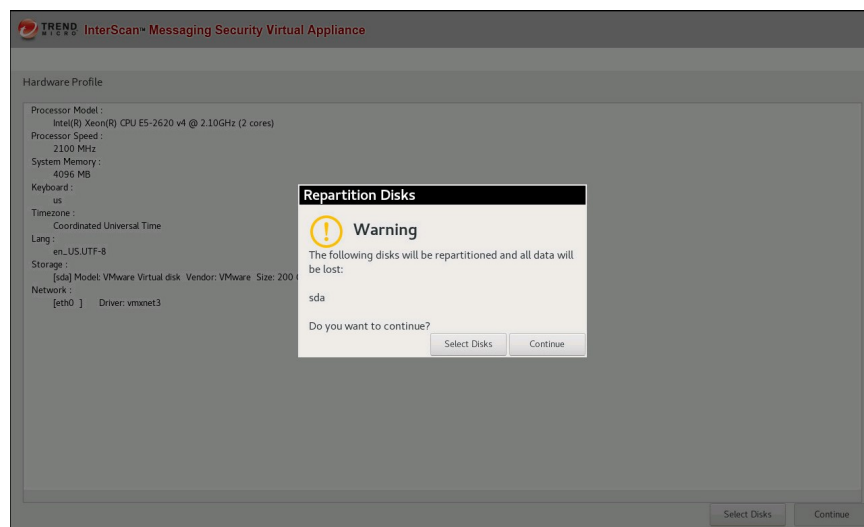 TREND MICRO InterScan™ Messaging Security Virtual Appliance
Hardware Profile
Processor Model :
Intel(R) Xeon(R) CPU E5-2620 v4 @ 2.10GHz (2 cores)
Processor Speed :
2100 MHz
System Memory :
4096 MB
Keyboard :
us
Timezone :
Coordinated Universal Time
Lang :
en_US.UTF-8
Storage :
[sda] Model: VMware Virtual disk Vendor: VMware Size: 200
Network :
[eth0 ] Driver: vmxnet3
Repartition Disks
Warning
The following disks will be repartitioned and all data will
be lost:
sda
Do you want to continue?
Select Disks Continue
Select Disks Continue